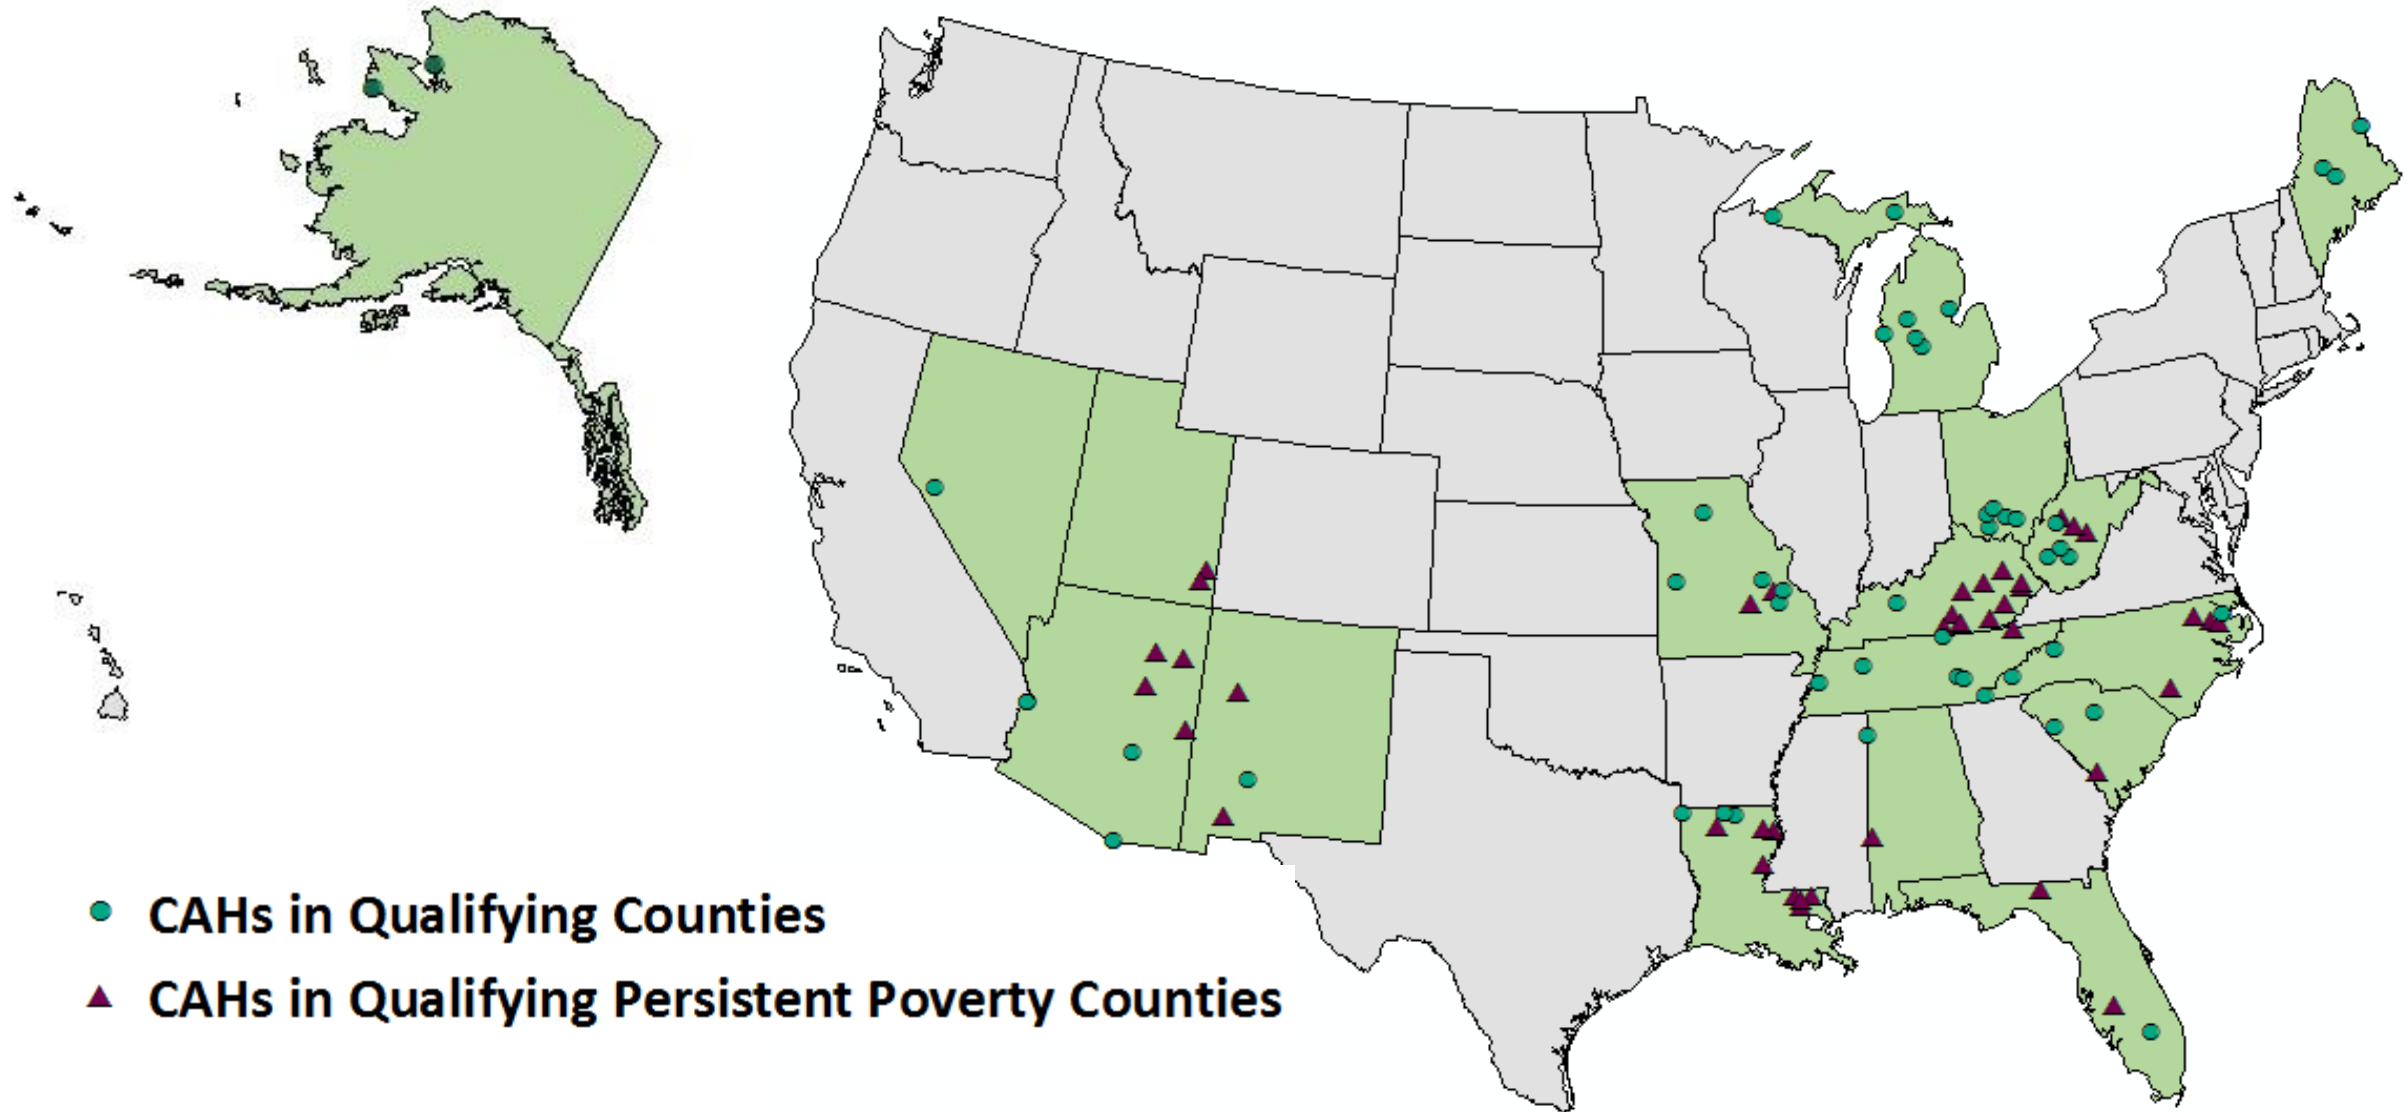 CAHs in Qualifying Counties
CAHs in Qualifying Persistent Poverty Counties